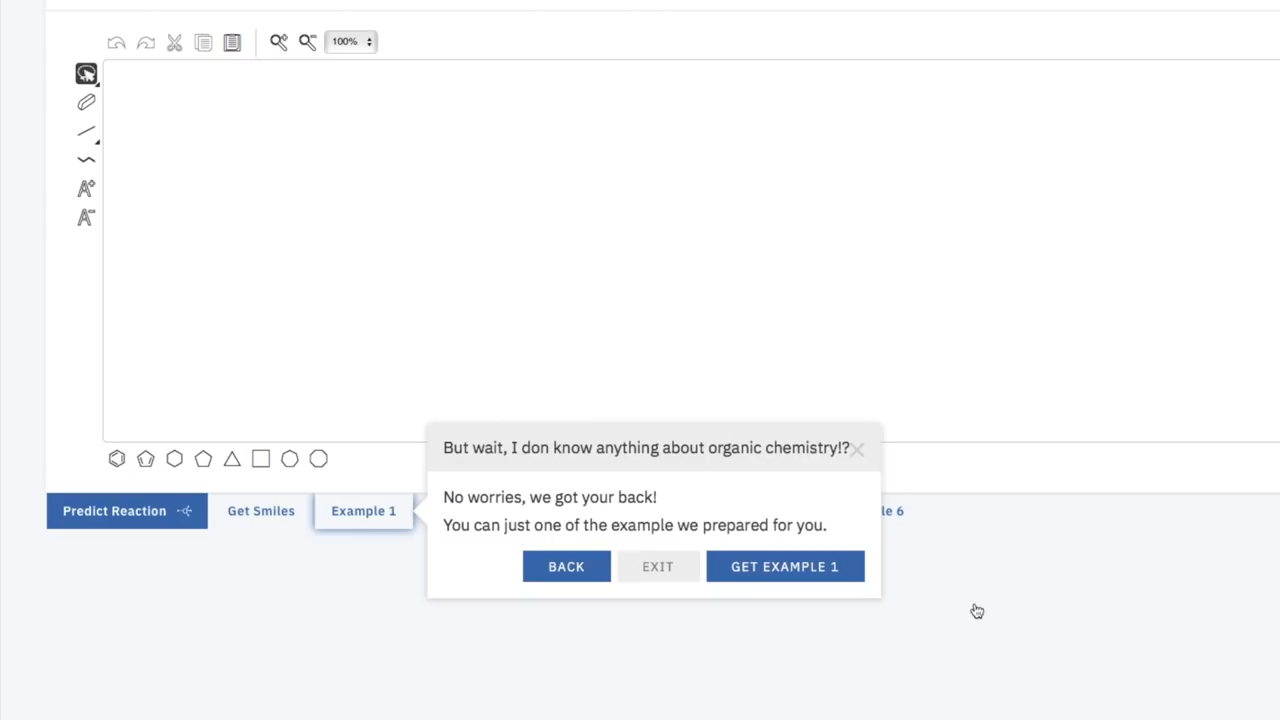 100%
But wait, I don know anything about organic chemistry!?
No worries, we got your back!
You can just one of the example we prepared for you.
BACK EXIT GET EXAMPLE 1
Predict Reaction Get Smiles Example 1 le 6